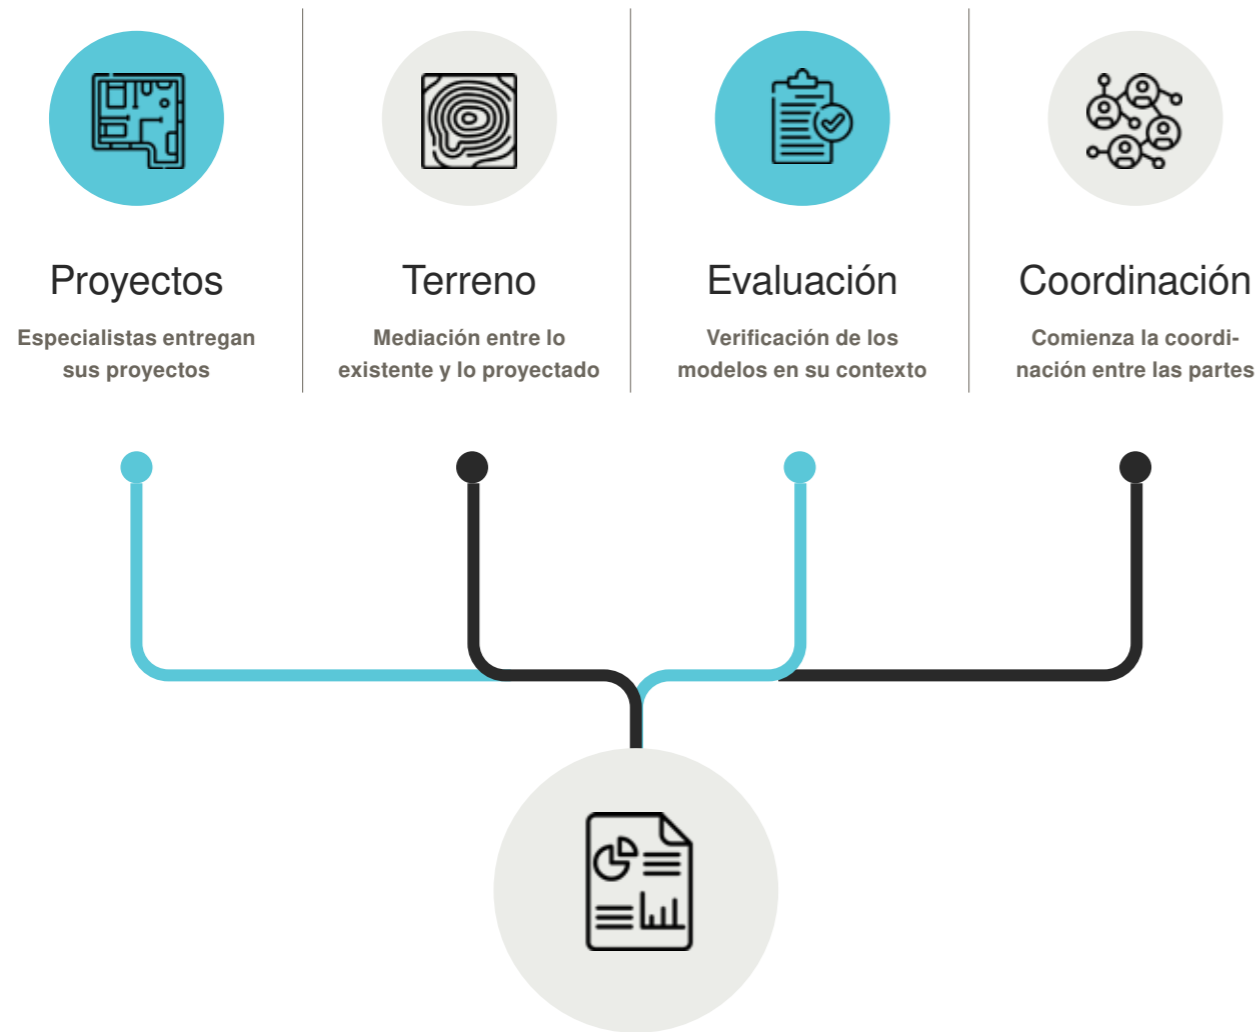 Proyectos
Especialistas entregan
sus proyectos
Terreno
Mediación entre lo
existente y lo proyectado
Evaluación
Verificación de los
modelos en su contexto
Coordinación
Comienza la coordi-
nación entre las partes